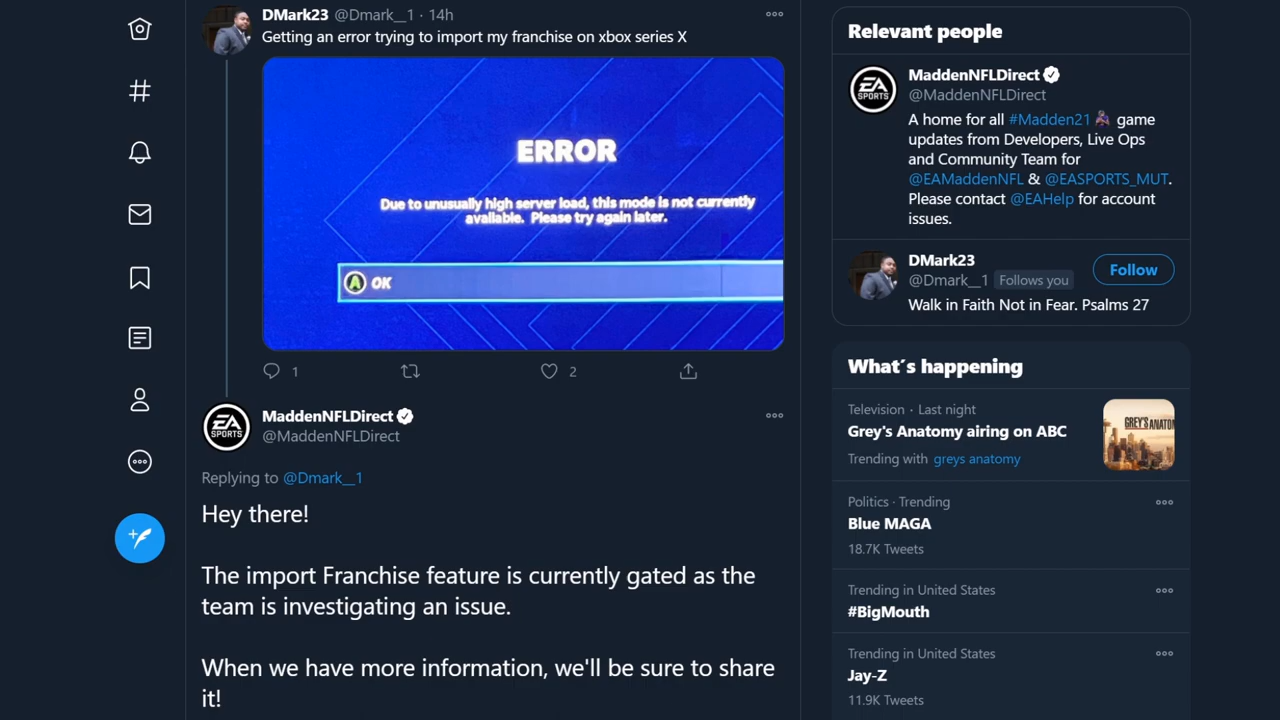 DMark23 @Dmark__1 · 14h
Getting an error trying to import my franchise on xbox series X
ERROR
Due to unusually high server load, this mode is not currently
available. Please try again later.
A OK
1
2
MaddenNFLDirect
@MaddenNFLDirect
EA
SPORTS
Replying to @Dmark__1
Hey there!
The import Franchise feature is currently gated as the
team is investigating an issue.
When we have more information, we'll be sure to share
it!
Relevant people
EA
SPORTS
MaddenNFLDirect
@MaddenNFLDirect
A home for all #Madden21 game
updates from Developers, Live Ops
and Community Team for
@EAMaddenNFL & @EASPORTS_MUT.
Please contact @EAHelp for account
issues.
DMark23
@Dmark__1 Follows you
Follow
Walk in Faith Not in Fear. Psalms 27
What´s happening
Television · Last night
Grey's Anatomy airing on ABC
Trending with greys anatomy
GREY'S ANATOM
Politics · Trending
Blue MAGA
18.7K Tweets
Trending in United States
#BigMouth
Trending in United States
Jay-Z
11.9K Tweets